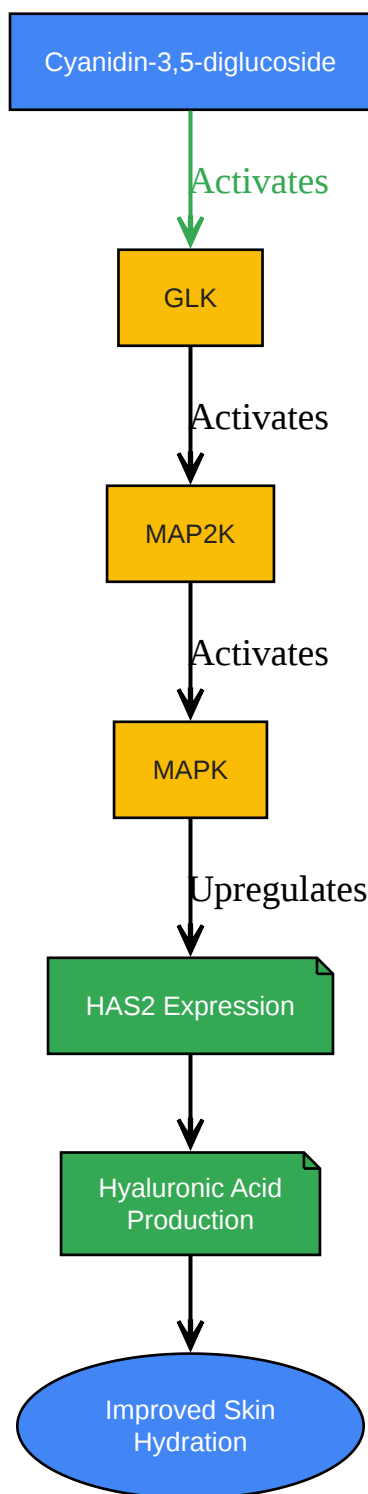 Cyanidin-3,5-diglucoside
Activates
GLK
Activates
MAP2K
Activates
MAPK
Upregulates
HAS2 Expression
Hyaluronic Acid
Production
Improved Skin
Hydration